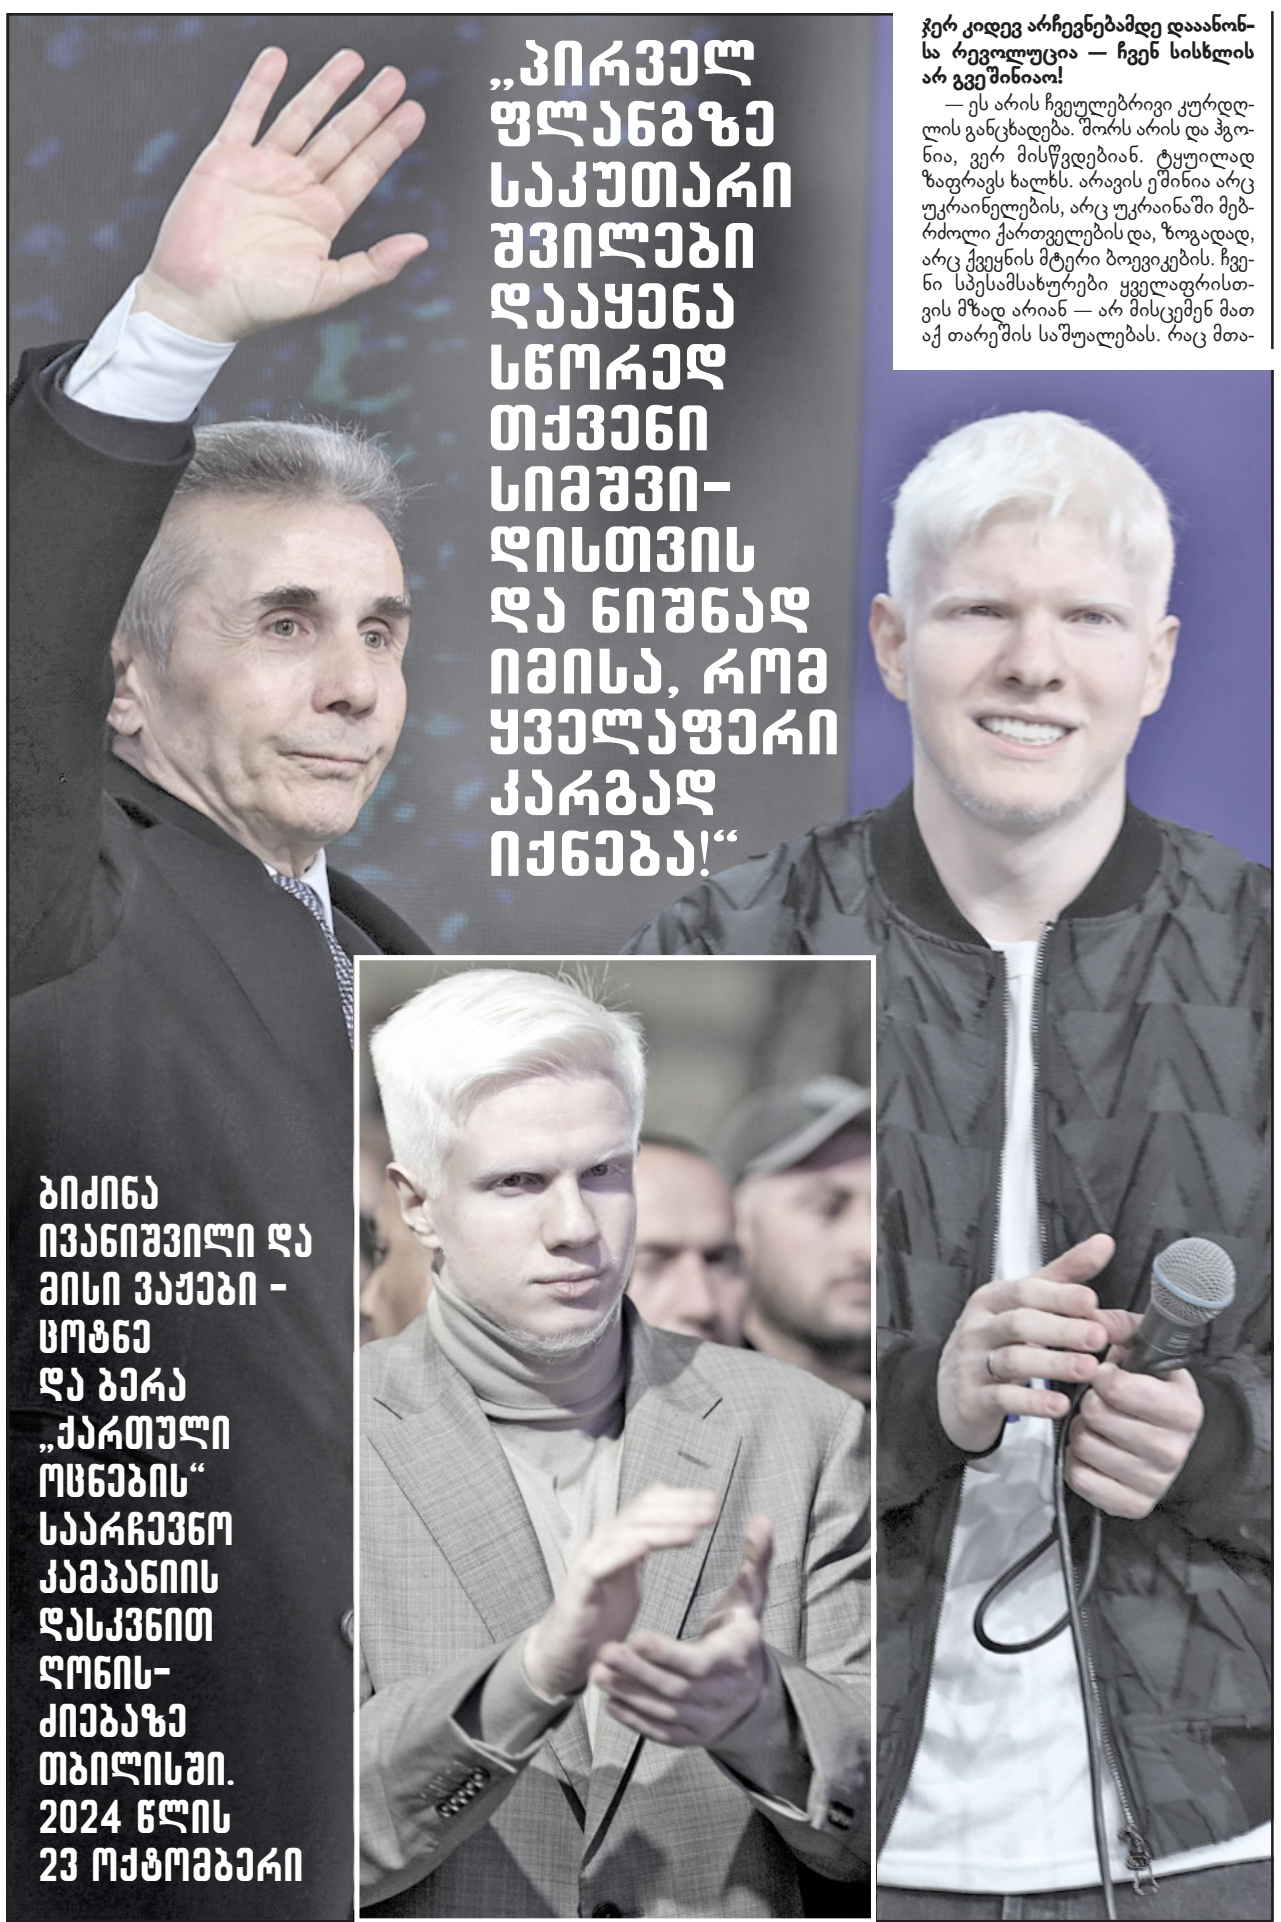 „პირველ
ფლანგზე
საკუთარი
შვილები
დააყენა
სწორედ
თქვენი
სიმშვი-
დისთვის
და ნიშნად
იმისა, რომ
ყველაფერი
კარგად
იქნება!“
ჯერ კიდევ არჩევნებამდე დააანონ-
სა რევოლუცია — ჩვენ სისხლის
არ გვეშინიაო!
— ეს არის ჩვეულებრივი კურდღ-
ლის განცხადება. შორს არის და ჰგო-
ნია, ვერ მისწვდებიან. ტყუილად
ზაფრავს ხალხს. არავის ეშინია არც
უკრაინელების, არც უკრაინაში მებ-
რძოლი ქართველების და, ზოგადად,
არც ქვეყნის მტერი ბოევიკების. ჩვე-
ნი სპესამსახურები ყველაფრისთ-
ვის მზად არიან — არ მისცემენ მათ
აქ თარეშის საშუალებას. რაც მთა-
ბიძინა
ივანიშვილი და
მისი ვაჟები -
ცოტნე
და ბერა
„ქართული
ოცნების“
საარჩევნო
კამპანიის
დასკვნით
ღონის-
ძიებაზე
თბილისში.
2024 წლის
23 ოქტომბერი